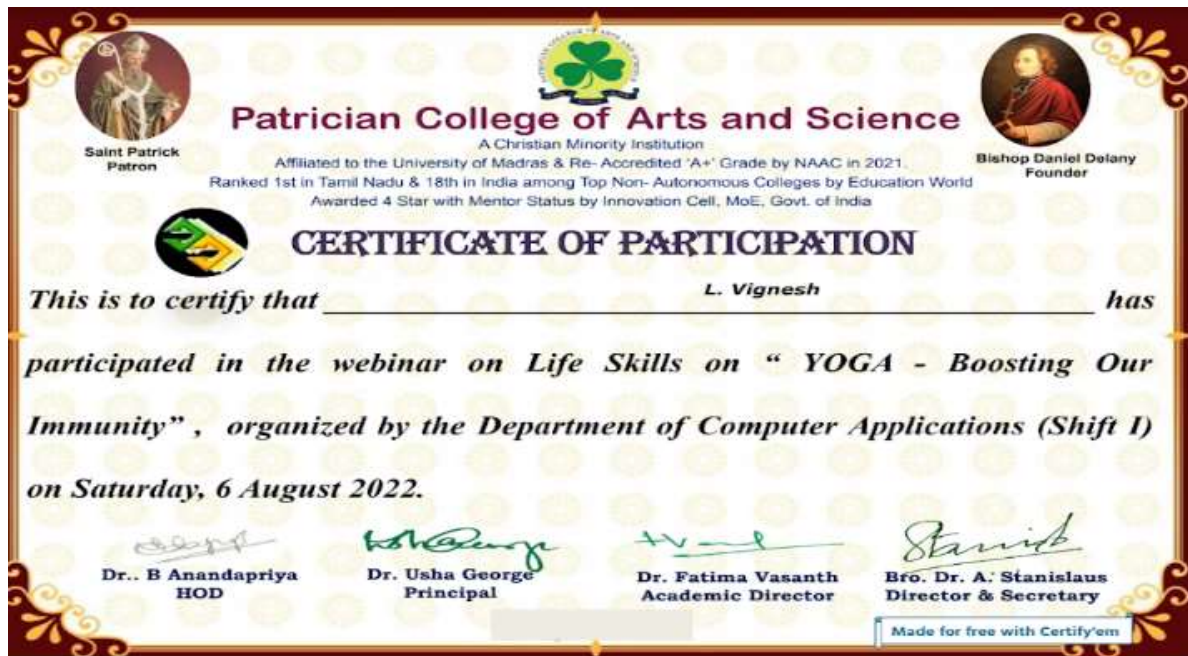 Patrician College of Arts and Science
A Christian Minority Institution
Saint Patrick
Patron
Affiliated to the University of Madras & Re- Accredited 'A+' Grade by NAAC in 2021.
Bishop Daniel Delany
Founder
Ranked 1st in Tamil Nadu & 18th in India among Top Non- Autonomous Colleges by Education World
Awarded 4 Star with Mentor Status by Innovation Cell, MoE, Govt. of India
CERTIFICATE OF PARTICIPATION
This is to certify that L. Vignesh has
participated in the webinar on Life Skills on “ YOGA - Boosting Our
Immunity” , organized by the Department of Computer Applications (Shift I)
on Saturday, 6 August 2022.
Dr.. B Anandapriya
HOD
Dr. Usha George
Principal
Dr. Fatima Vasanth
Academic Director
Bro. Dr. A. Stanislaus
Director & Secretary
Made for free with Certify'em